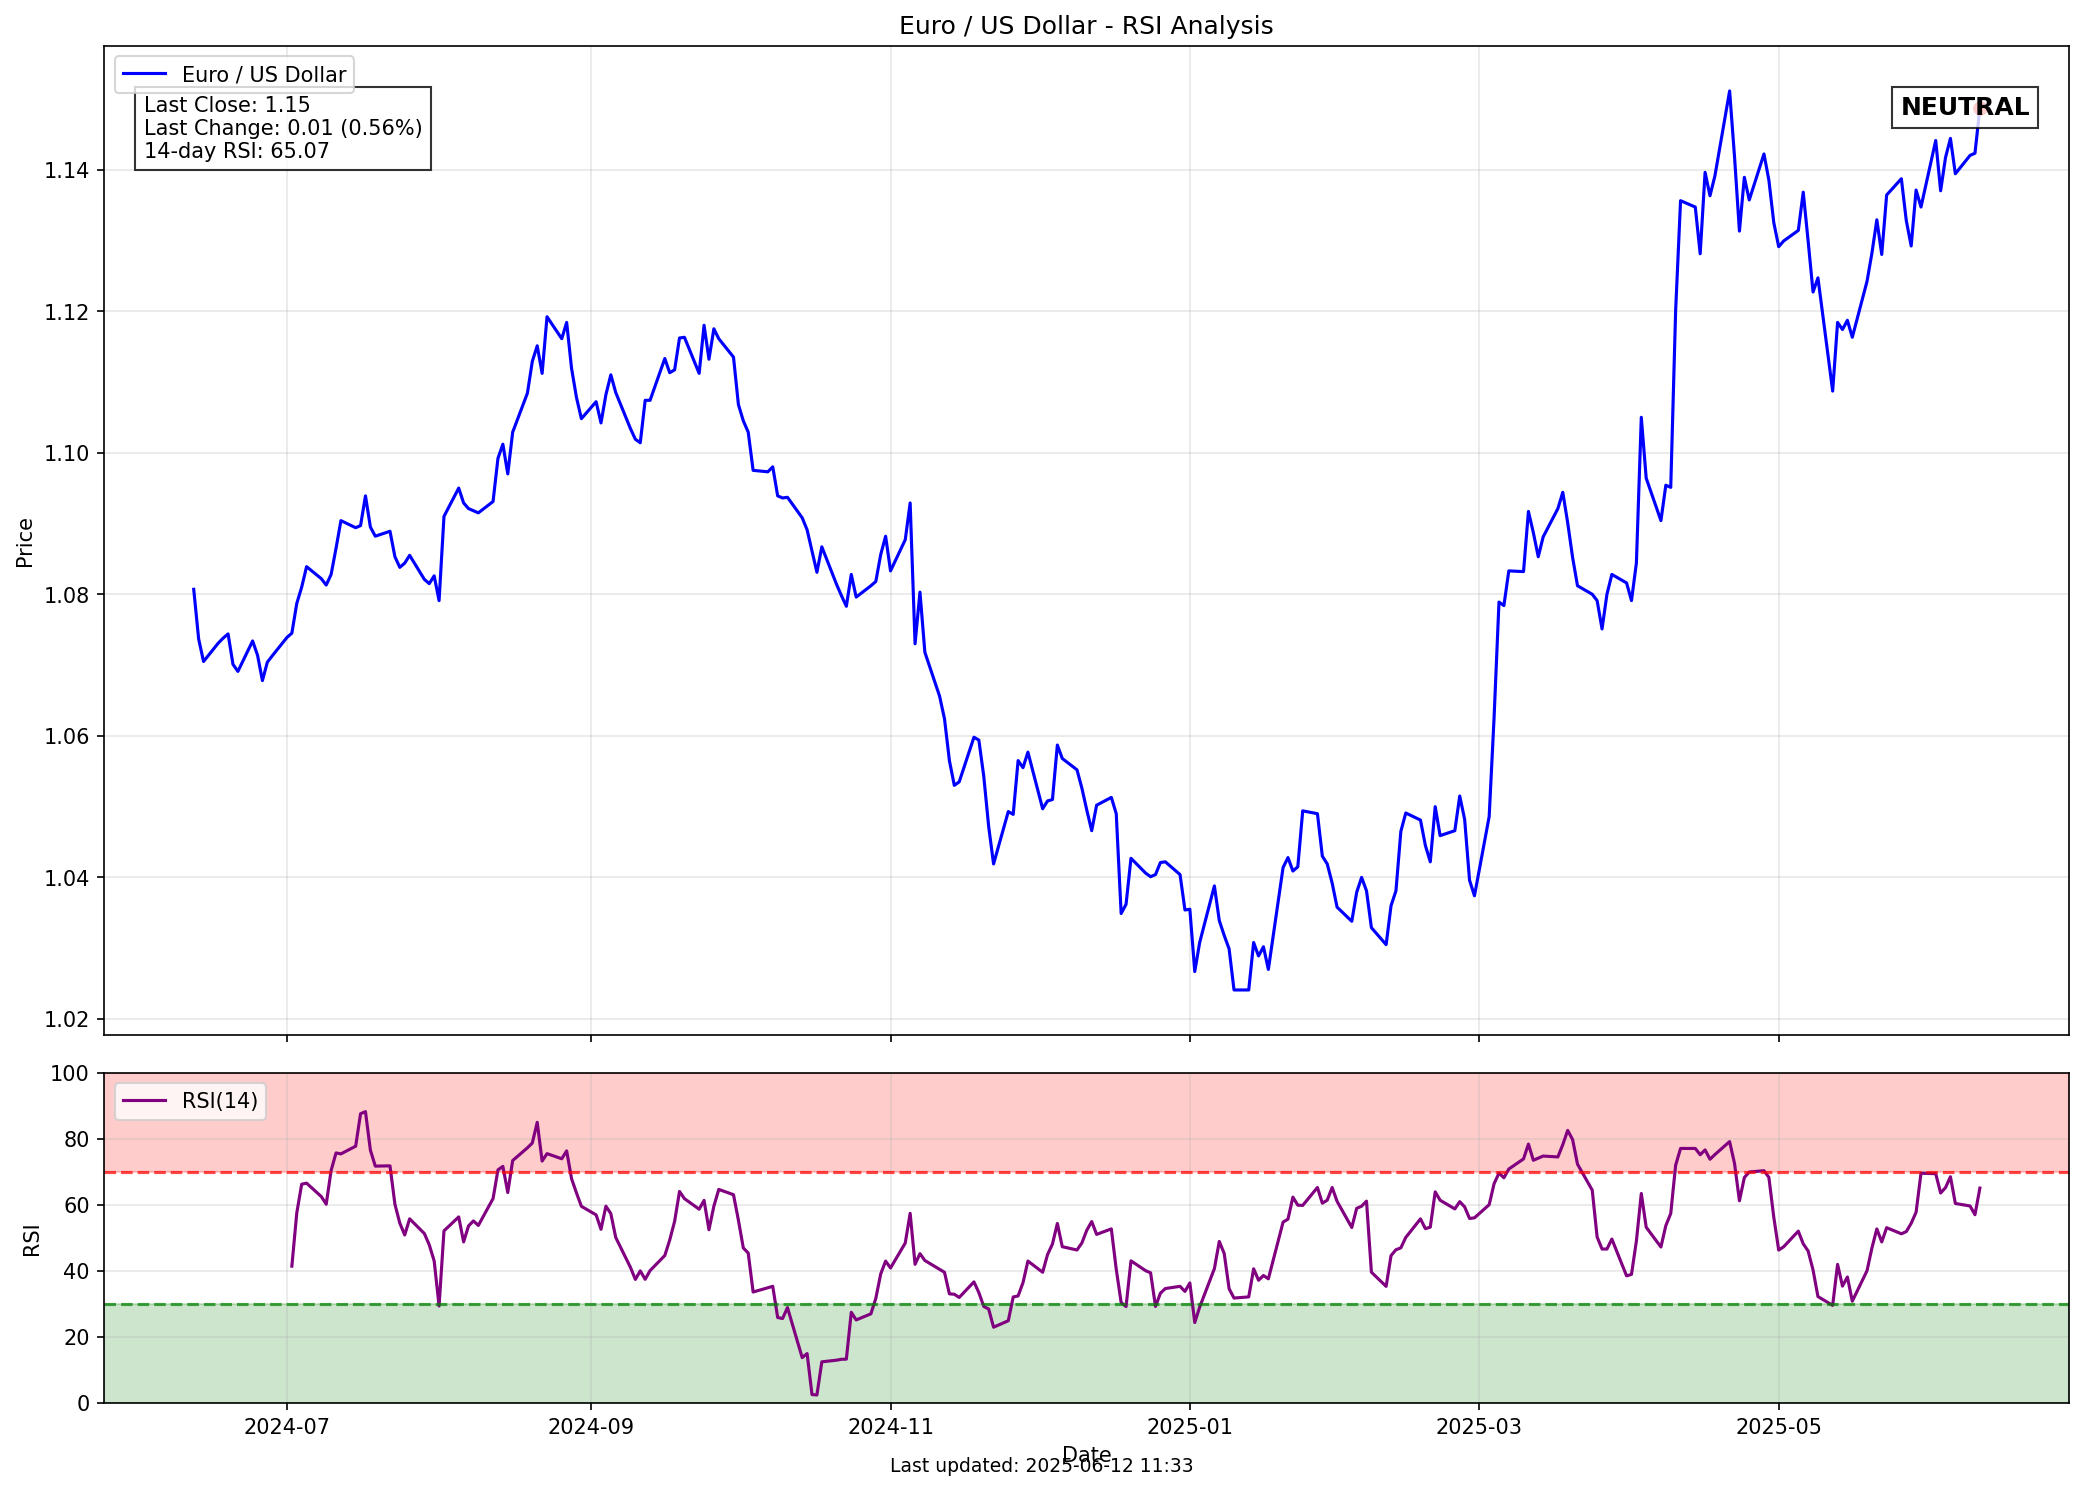 Euro / US Dollar - RSI Analysis
Euro / US Dollar
Last Close: 1.15
Last Change: 0.01 (0.56%)
14-day RSI: 65.07
NEUTRAL
Price
1.14
1.12
1.10
1.08
1.06
1.04
1.02
RSI
RSI(14)
100
80
60
40
20
0
2024-07
2024-09
2024-11
2025-01
2025-03
2025-05
Date
Last updated: 2025-06-12 11:33